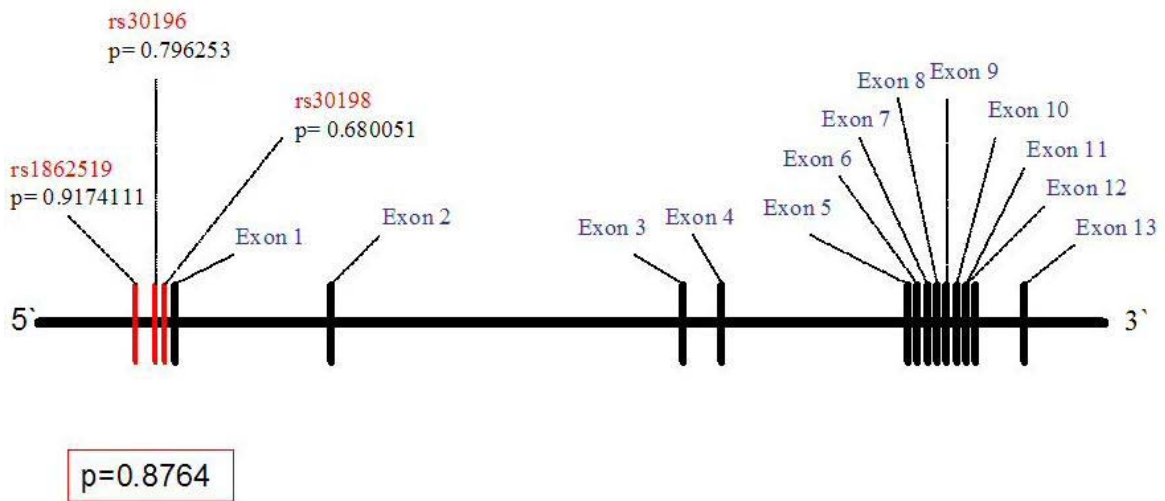 rs30196
p= 0.796253
rs30198
p= 0.680051
rs1862519
p= 0.9174111
Exon 1
Exon 2
Exon 3
Exon 4
Exon 5
Exon 6
Exon 7
Exon 8
Exon 9
Exon 10
Exon 11
Exon 12
Exon 13
5`
3`
p=0.8764